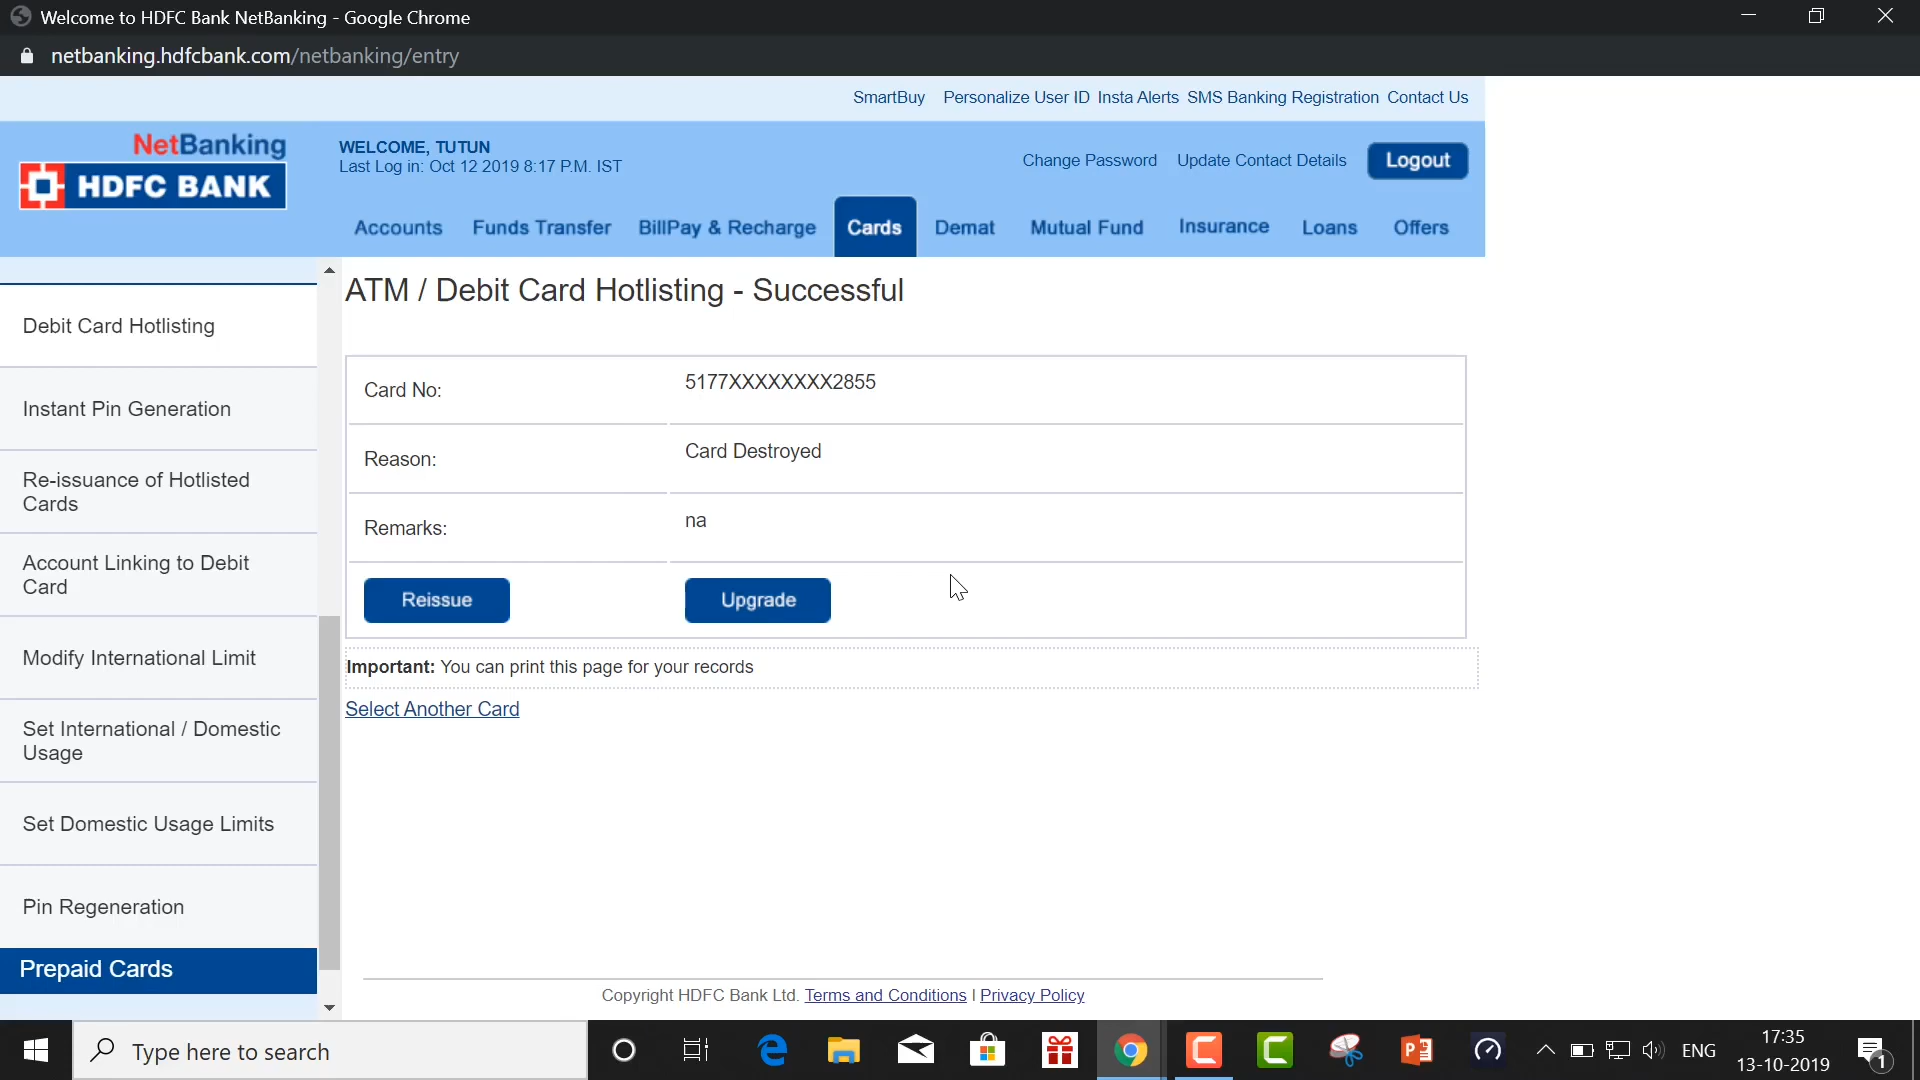 Welcome to HDFC Bank NetBanking - Google Chrome
netbanking.hdfcbank.com/netbanking/entry
SmartBuy Personalize User ID Insta Alerts SMS Banking Registration Contact Us
NetBanking
HDFC BANK
WELCOME, TUTUN
Last Log in: Oct 12 2019 8:17 P.M. IST
Change Password Update Contact Details Logout
Accounts Funds Transfer BillPay & Recharge Cards Demat Mutual Fund Insurance Loans Offers
Debit Card Hotlisting
Instant Pin Generation
Re-issuance of Hotlisted
Cards
Account Linking to Debit
Card
Modify International Limit
Set International / Domestic
Usage
Set Domestic Usage Limits
Pin Regeneration
Prepaid Cards
ATM / Debit Card Hotlisting - Successful
Card No: 5177XXXXXXXX2855
Reason: Card Destroyed
Remarks: na
Reissue Upgrade
Important: You can print this page for your records
Select Another Card
Copyright HDFC Bank Ltd. Terms and Conditions | Privacy Policy
Type here to search
ENG
17:35
13-10-2019
1